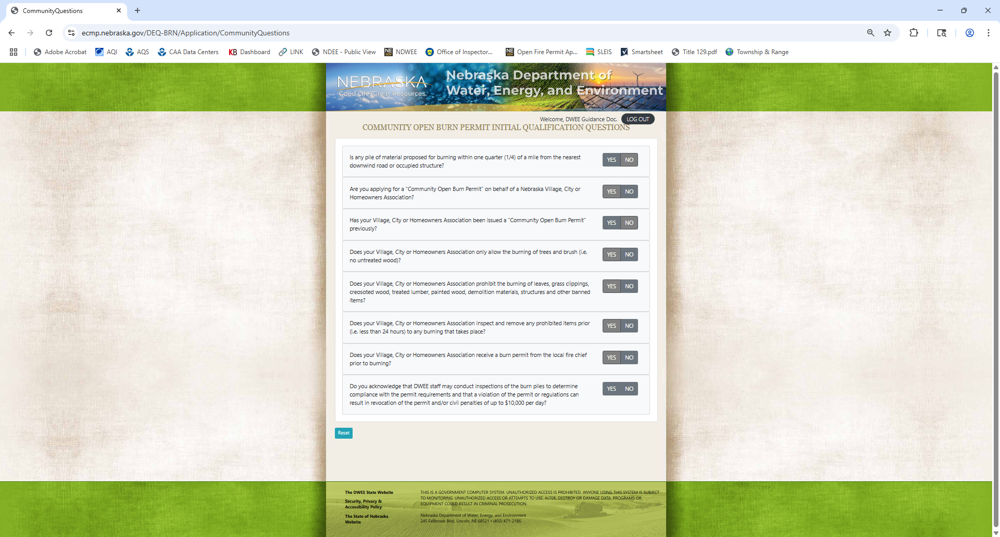 CommunityQuestions
ecmp.nebraska.gov/DEQ-BRN/Application/CommunityQuestions
Adobe Acrobat AQI AQS CAA Data Centers KB Dashboard LINK NDEE - Public View NDWEE Office of Inspector... Open Fire Permit Ap... SLEIS Smartsheet Title 129.pdf Township & Range
NEBRASKA
Good Life. Great Resources.
Nebraska Department of
Water, Energy, and Environment
Welcome, DWEE Guidance Doc. LOG OUT
COMMUNITY OPEN BURN PERMIT INITIAL QUALIFICATION QUESTIONS
Is any pile of material proposed for burning within one quarter (1/4) of a mile from the nearest
downwind road or occupied structure?
YES NO
Are you applying for a “Community Open Burn Permit” on behalf of a Nebraska Village, City or
Homeowners Association?
YES NO
Has your Village, City or Homeowners Association been issued a “Community Open Burn Permit”
previously?
YES NO
Does your Village, City or Homeowners Association only allow the burning of trees and brush (i.e.
no untreated wood)?
YES NO
Does your Village, City or Homeowners Association prohibit the burning of leaves, grass clippings,
creosoted wood, treated lumber, painted wood, demolition materials, structures and other banned
items?
YES NO
Does your Village, City or Homeowners Association inspect and remove any prohibited items prior
(i.e. less than 24 hours) to any burning that takes place?
YES NO
Does your Village, City or Homeowners Association receive a burn permit from the local fire chief
prior to burning?
YES NO
Do you acknowledge that DWEE staff may conduct inspections of the burn piles to determine
compliance with the permit requirements and that a violation of the permit or regulations can
result in revocation of the permit and/or civil penalties of up to $10,000 per day?
YES NO
Reset
The DWEE State Website
Security, Privacy &
Accessibility Policy
The State of Nebraska
Website
THIS IS A GOVERNMENT COMPUTER SYSTEM. UNAUTHORIZED ACCESS IS PROHIBITED. ANYONE USING THIS SYSTEM IS SUBJECT
TO MONITORING. UNAUTHORIZED ACCESS OR ATTEMPTS TO USE, ALTER, DESTROY OR DAMAGE DATA, PROGRAMS OR
EQUIPMENT COULD RESULT IN CRIMINAL PROSECUTION.
Nebraska Department of Water, Energy, and Environment
245 Fallbrook Blvd, Lincoln, NE 68521 • (402) 471-2186